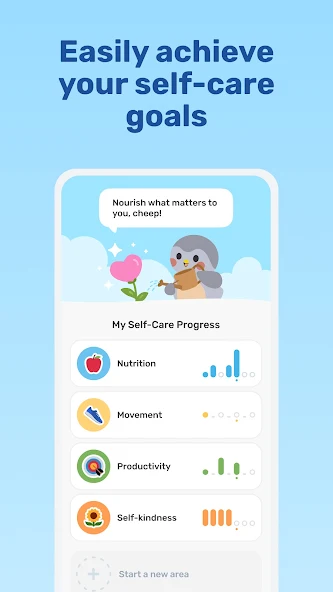 Easily achieve
your self-care
goals
Nourish what matters to
you, cheep!
My Self-Care Progress
Nutrition
Movement
Productivity
Self-kindness
Start a new area